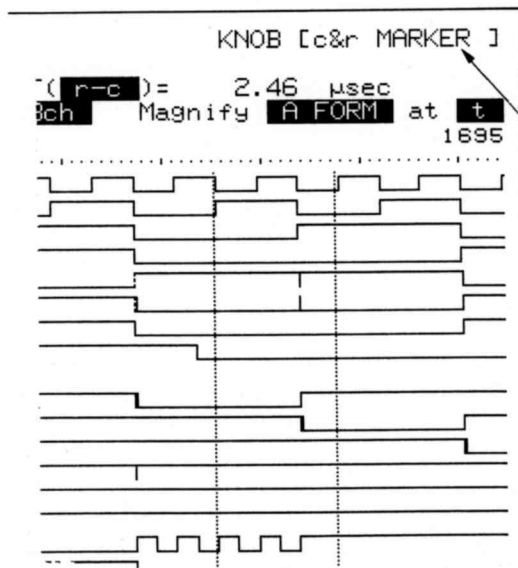 KNOB [c&r MARKER ]
( r-c )= 2.46 μsec
Magnify A FORM at t
1695